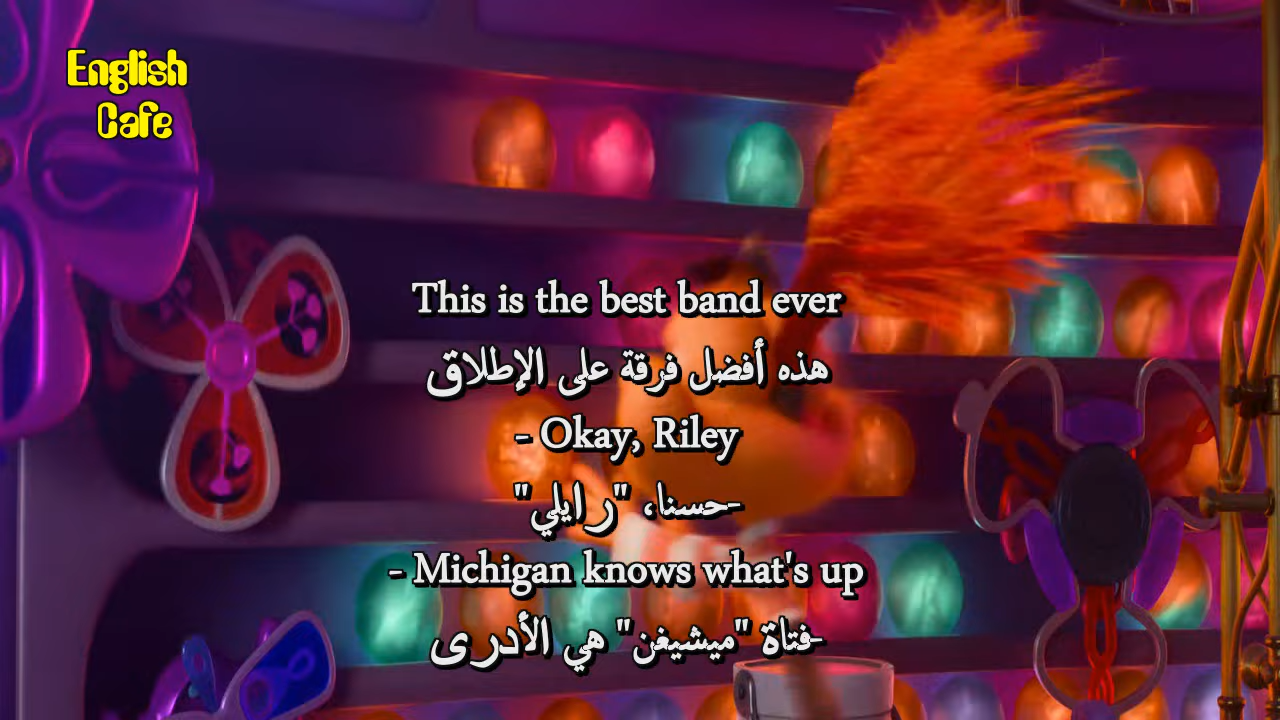 English
Cafe
This is the best band ever
هذه أفضل فرقة على الإطلاق
- Okay, Riley
-حسنا، "رايلي"
- Michigan knows what's up
-فتاة "ميشيغن" هي الأدرى